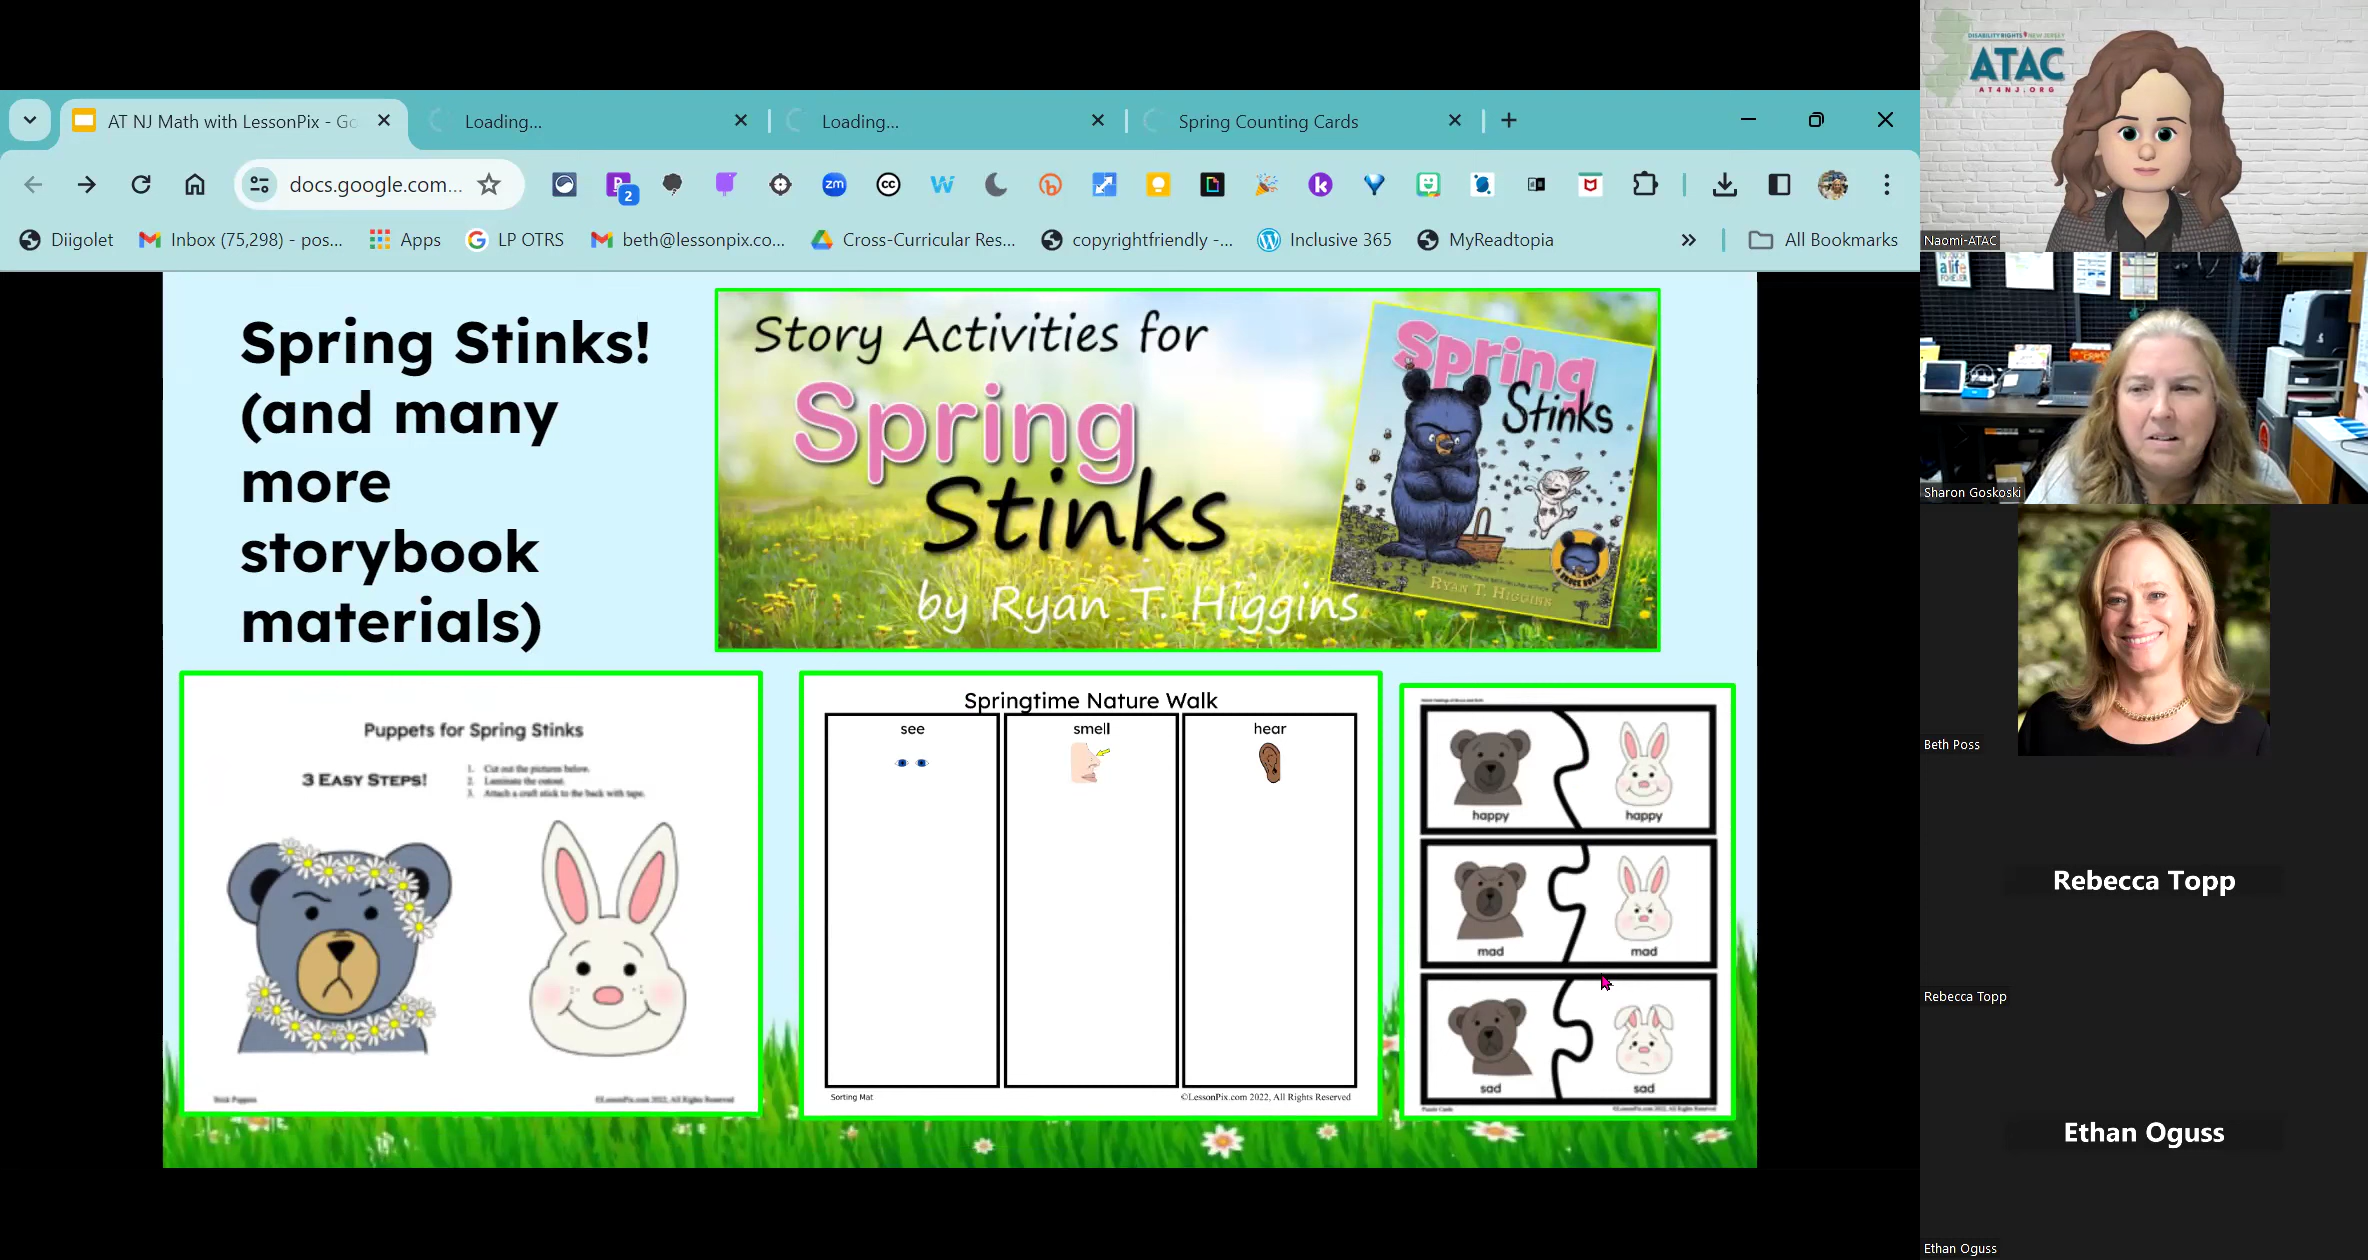 AT NJ Math with LessonPix - Go
Loading...
Loading...
Spring Counting Cards
docs.google.com...
2
zm
cc
W
b
k
Diigolet
Inbox (75,298) - pos...
Apps
LP OTRS
beth@lessonpix.co...
Cross-Curricular Res...
copyrightfriendly -...
Inclusive 365
MyReadtopia
All Bookmarks
Spring Stinks!
(and many
more
storybook
materials)
Story Activities for
Spring
Stinks
by Ryan T. Higgins
Spring
Stinks
RYAN T. HIGGINS
Puppets for Spring Stinks
3 EASY STEPS!
1. Cut out the pictures below.
2. Laminate the cutout.
3. Attach a craft stick to the back with tape.
Stick Puppets
©LessonPix.com 2022, All Rights Reserved
Springtime Nature Walk
see
smell
hear
Sorting Mat
©LessonPix.com 2022, All Rights Reserved
happy
happy
mad
mad
sad
sad
Puzzle Cards
©LessonPix.com 2022, All Rights Reserved
DISABILITY RIGHTS NEW JERSEY
ATAC
AT4NJ.ORG
Naomi-ATAC
a life
FOREVER
Sharon Goskoski
Beth Poss
Rebecca Topp
Rebecca Topp
Ethan Oguss
Ethan Oguss